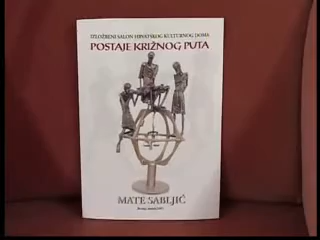 IZLOŽBENI SALON HRVATSKOG KULTURNOG DOMA
POSTAJE KRIŽNOG PUTA
MATE SABLJIĆ